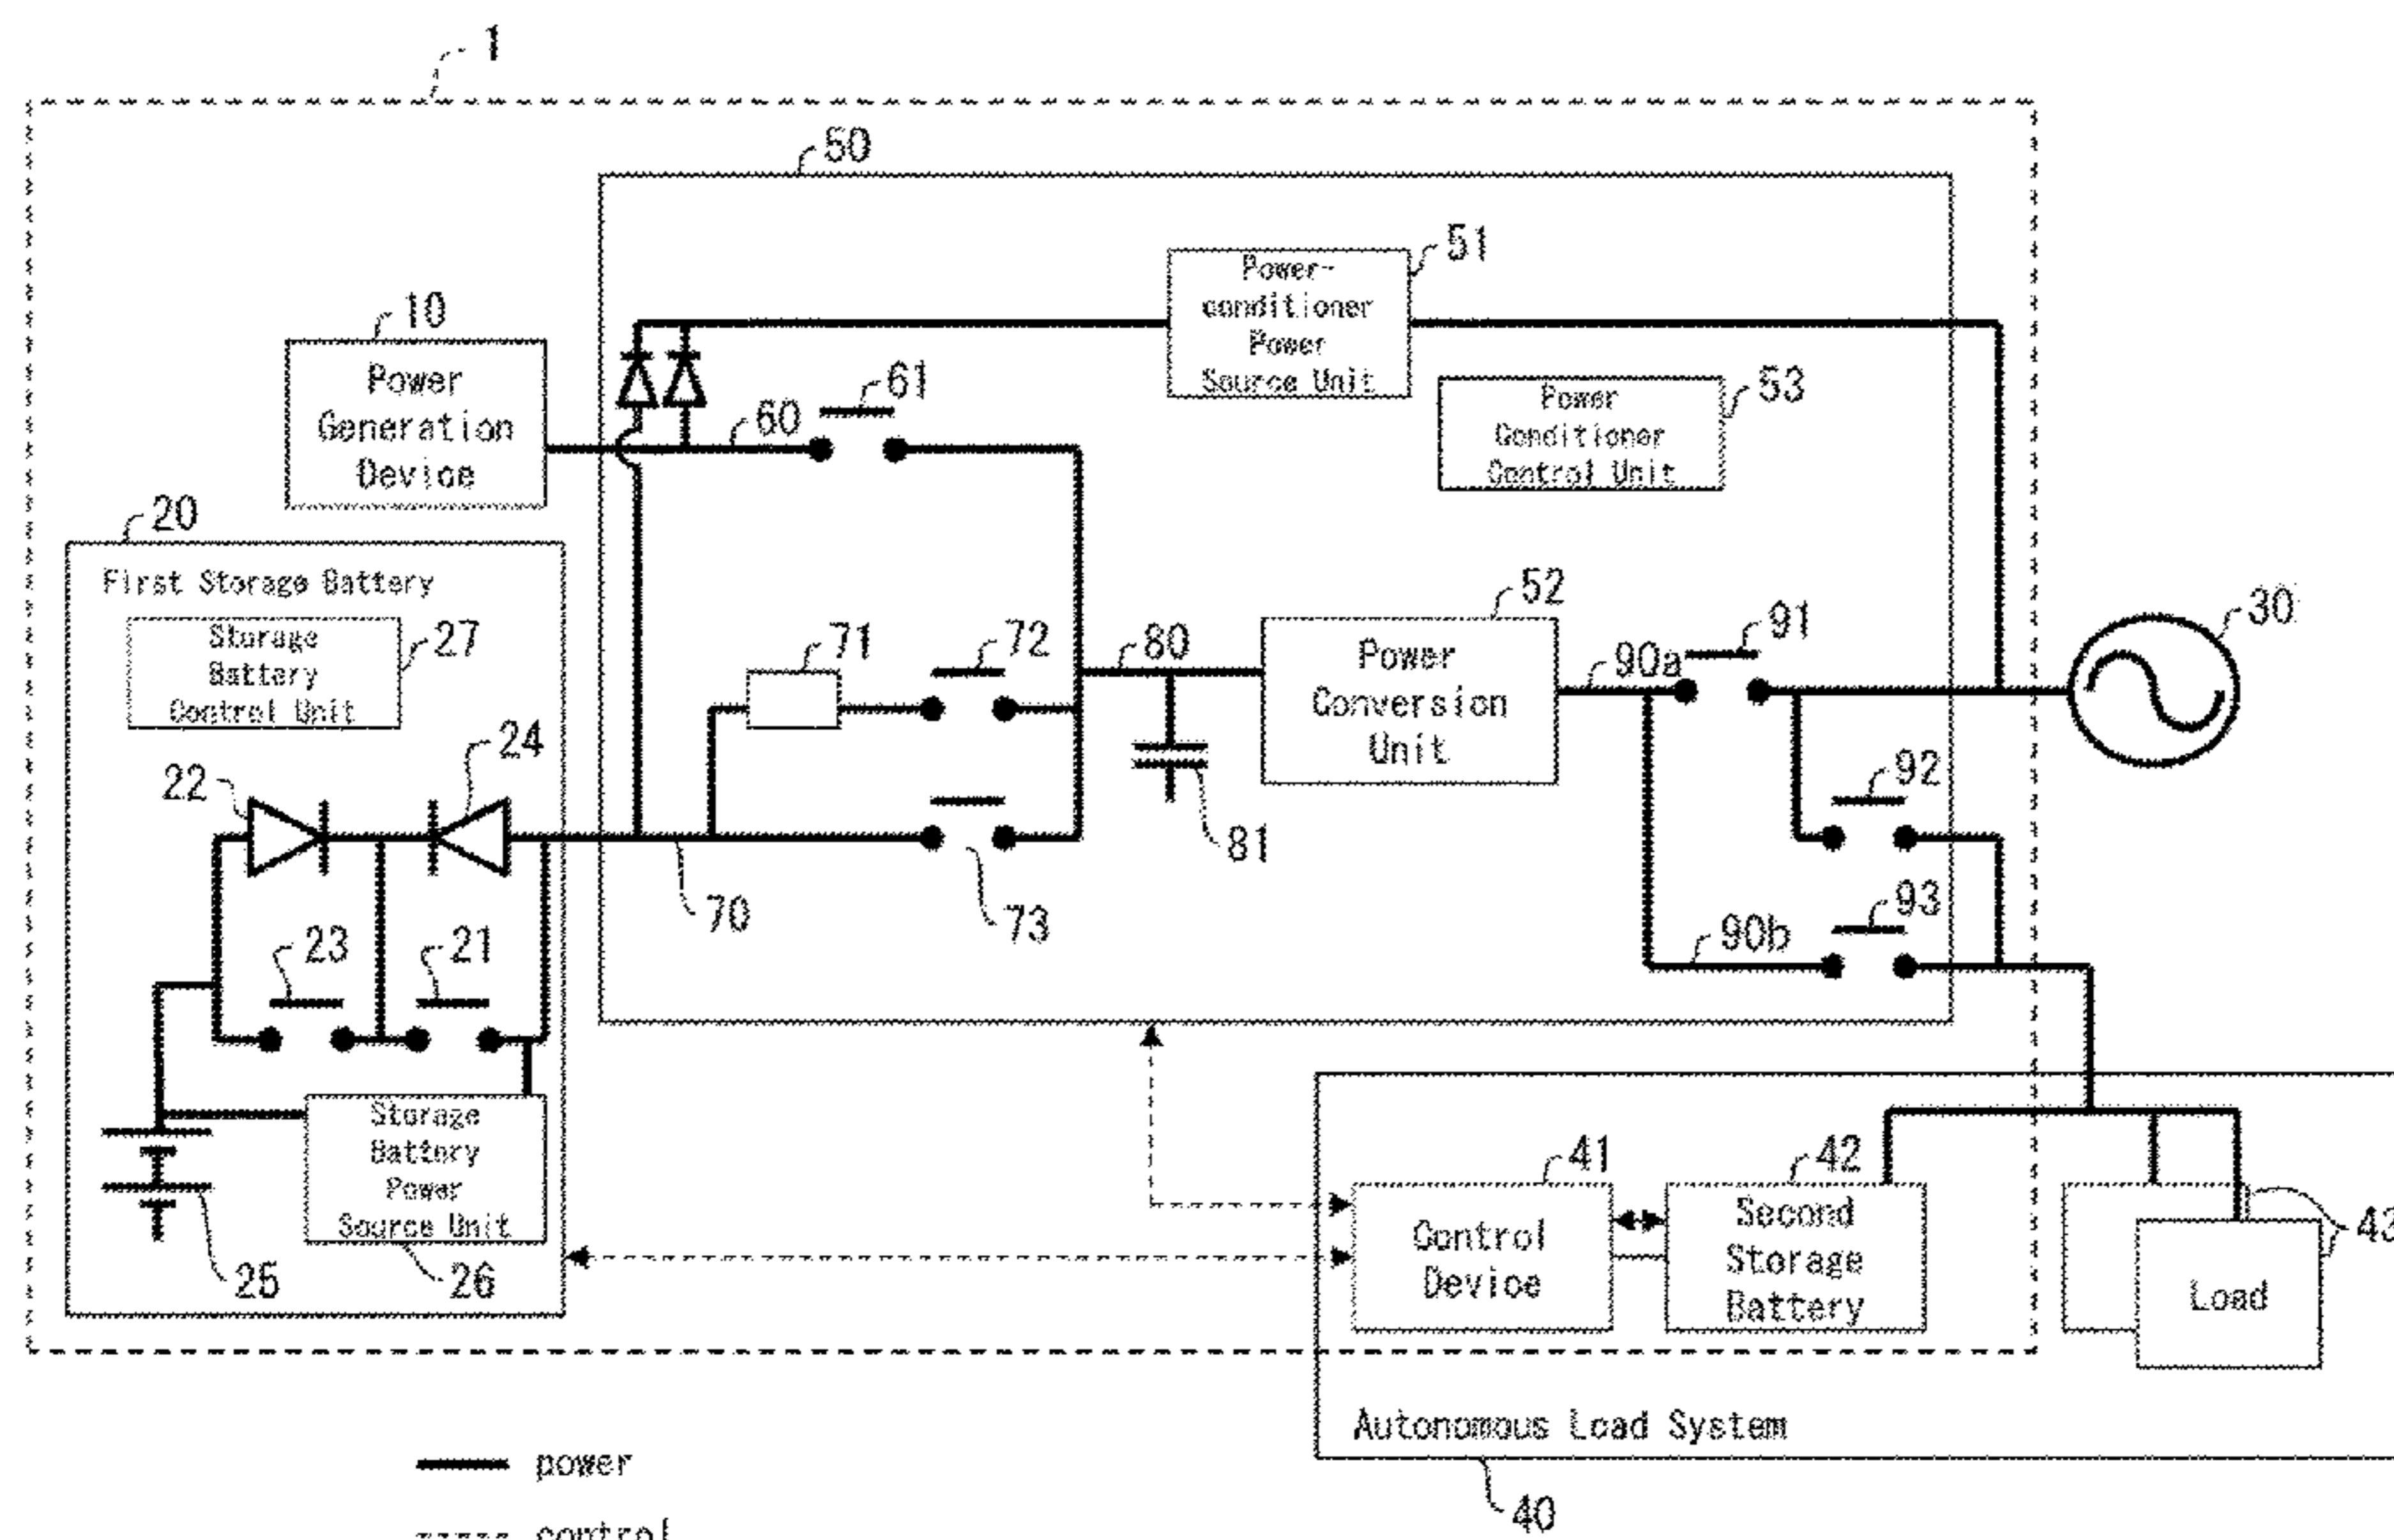 1
50
51
Power-
conditioner
Power
Source Unit
10
Power
Generation
Device
61
60
53
Power
Conditioner
Control Unit
20
First Storage Battery
27
Storage
Battery
Control Unit
71
72
80
52
Power
Conversion
Unit
90a
91
30
22
24
92
81
70
73
93
90b
23
21
Storage
Battery
Power
Source Unit
25
26
41
Control
Device
42
Second
Storage
Battery
43
Load
Autonomous Load System
40
power
control